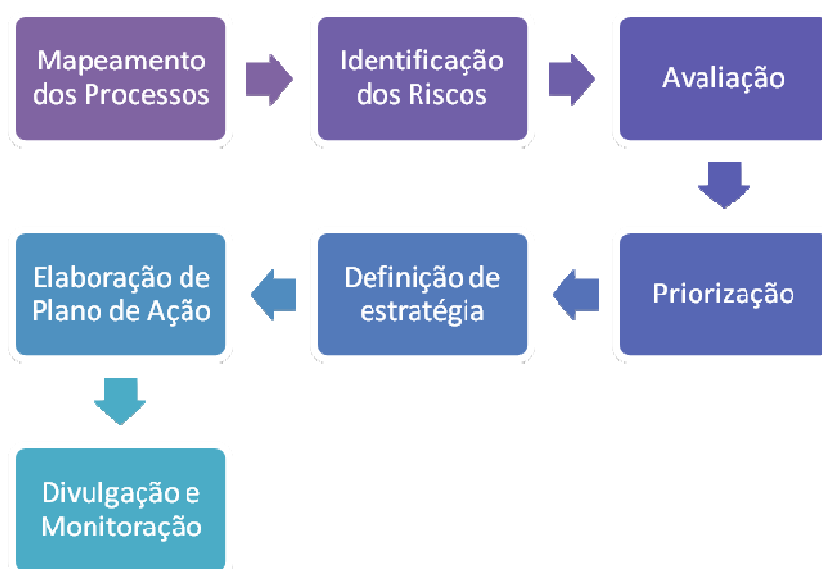 Mapeamento
dos Processos
Identificação
dos Riscos
Avaliação
Priorização
Definição de
estratégia
Elaboração de
Plano de Ação
Divulgação e
Monitoração